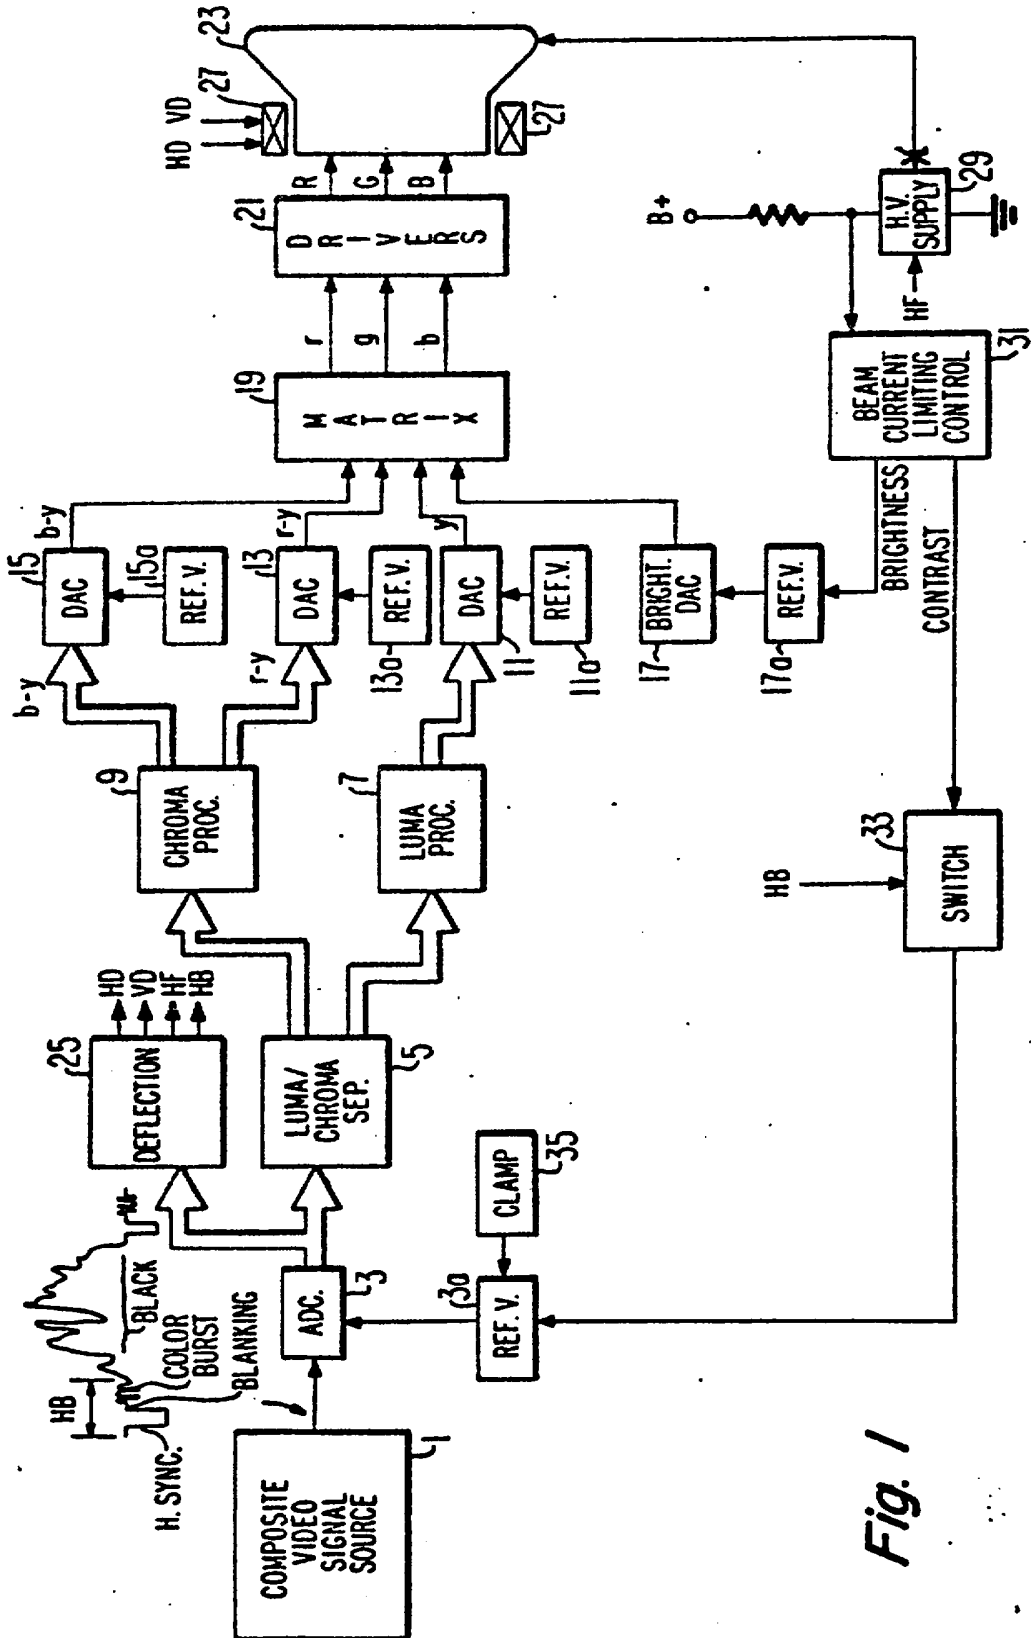 COMPOSITE
VIDEO
SIGNAL
SOURCE
1
H. SYNC.
HB
COLOR
BURST
BLANKING
BLACK
ADC.
3
REF. V.
3a
CLAMP
35
DEFLECTION
25
HD
VD
HF
HB
LUMA/
CHROMA
SEP.
5
CHROMA
PROC.
9
LUMA
PROC.
7
b-y
r-y
DAC
15
REF. V.
15a
DAC
13
REF. V.
13a
DAC
11
REF. V.
11a
BRIGHT.
DAC
17
REF. V.
17a
b-y
r-y
y
MATRIX
19
r
g
b
DRIVERS
21
R
G
B
HD VD
27
27
23
B+
H.V.
SUPPLY
29
HF
BEAM
CURRENT
LIMITING
CONTROL
31
BRIGHTNESS
CONTRAST
HB
SWITCH
33
Fig. 1